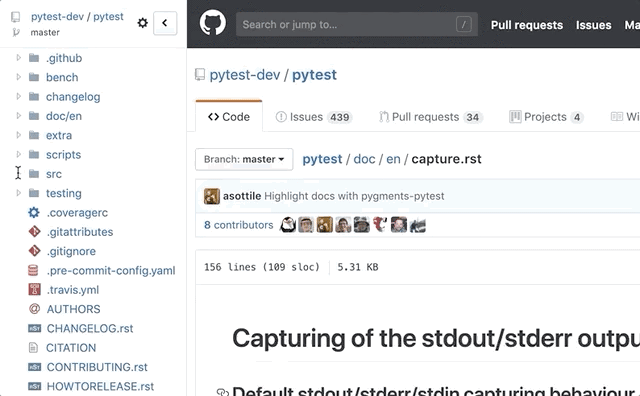 pytest-dev / pytest
master
.github
bench
changelog
doc/en
extra
scripts
src
testing
.coveragerc
.gitattributes
.gitignore
.pre-commit-config.yaml
.travis.yml
AUTHORS
CHANGELOG.rst
CITATION
CONTRIBUTING.rst
HOWTORELEASE.rst
Search or jump to... /
Pull requests Issues Ma
pytest-dev / pytest
Code Issues 439 Pull requests 34 Projects 4 Wi
Branch: master pytest / doc / en / capture.rst
asottile Highlight docs with pygments-pytest
8 contributors
156 lines (109 sloc) 5.31 KB
Capturing of the stdout/stderr outpu
Default stdout/stderr/stdin capturing behaviour